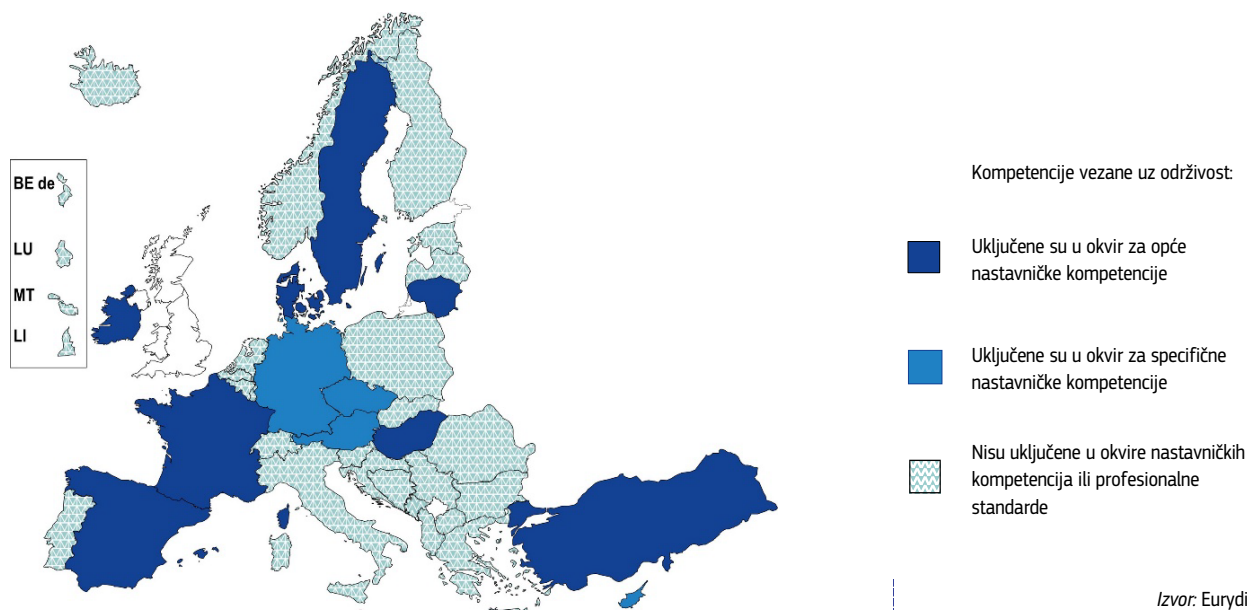 BE de
LU
MT
LI
Kompetencije vezane uz održivost:
Uključene su u okvir za opće
nastavničke kompetencije
Uključene su u okvir za specifične
nastavničke kompetencije
Nisu uključene u okvire nastavničkih
kompetencija ili profesionalne
standarde
Izvor: Eurydi